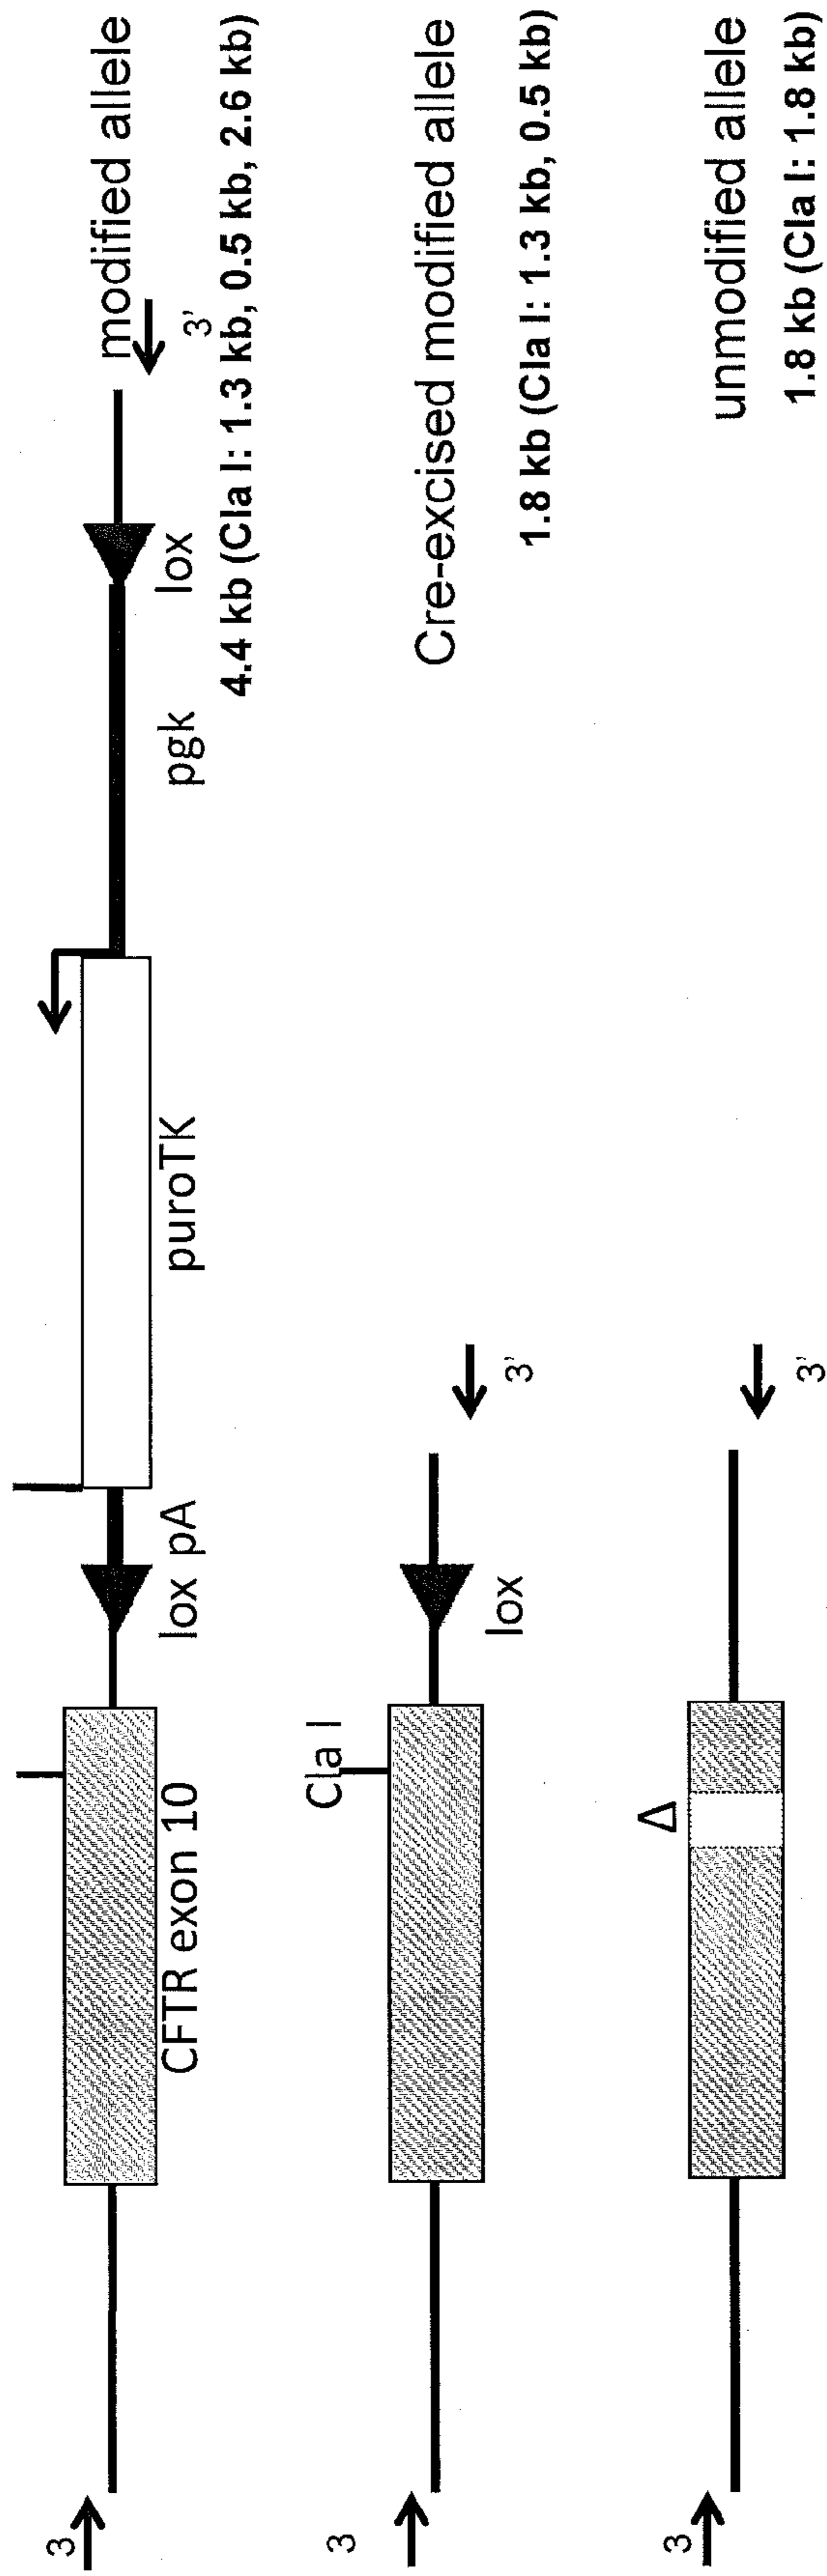 modified allele
3
3'
CFTR exon 10
lox
pA
puroTK
pgk
lox
4.4 kb (Cla I: 1.3 kb, 0.5 kb, 2.6 kb)
Cla I
Cre-excised modified allele
3
3'
lox
1.8 kb (Cla I: 1.3 kb, 0.5 kb)
Δ
unmodified allele
3
3'
1.8 kb (Cla I: 1.8 kb)